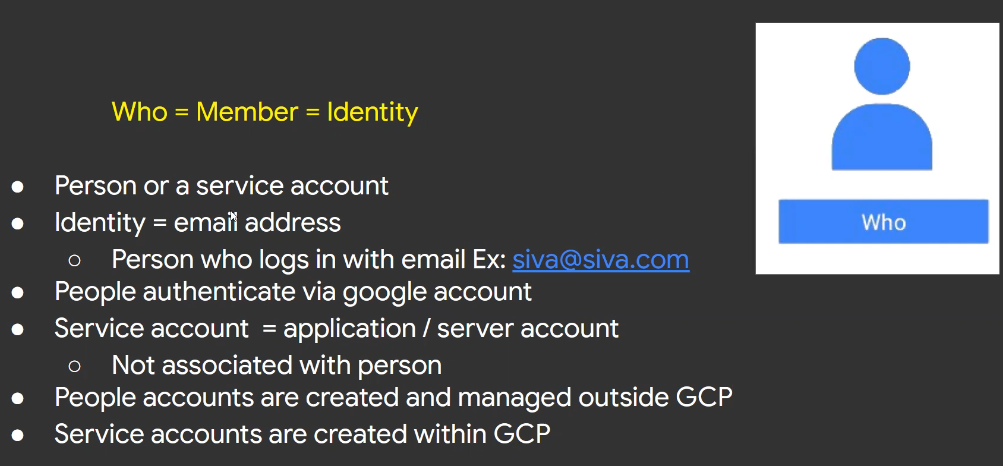 Who = Member = Identity
● Person or a service account
● Identity = email address
○ Person who logs in with email Ex: siva@siva.com
● People authenticate via google account
● Service account = application / server account
○ Not associated with person
● People accounts are created and managed outside GCP
● Service accounts are created within GCP
Who